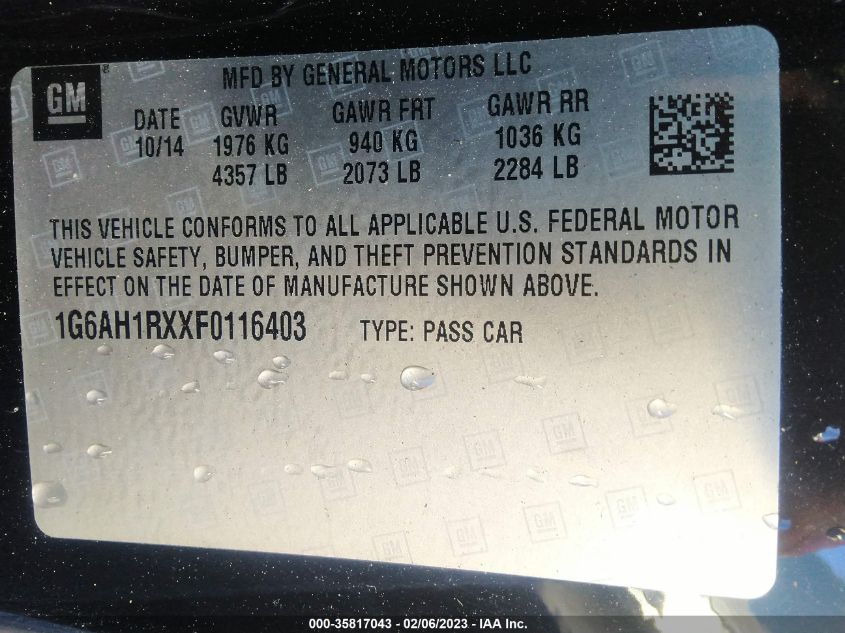 GM
MFD BY GENERAL MOTORS LLC
DATE GVWR GAWR FRT GAWR RR
10/14 1976 KG 940 KG 1036 KG
4357 LB 2073 LB 2284 LB
THIS VEHICLE CONFORMS TO ALL APPLICABLE U.S. FEDERAL MOTOR
VEHICLE SAFETY, BUMPER, AND THEFT PREVENTION STANDARDS IN
EFFECT ON THE DATE OF MANUFACTURE SHOWN ABOVE.
1G6AH1RXXF0116403 TYPE: PASS CAR
000-35817043 - 02/06/2023 - IAA Inc.